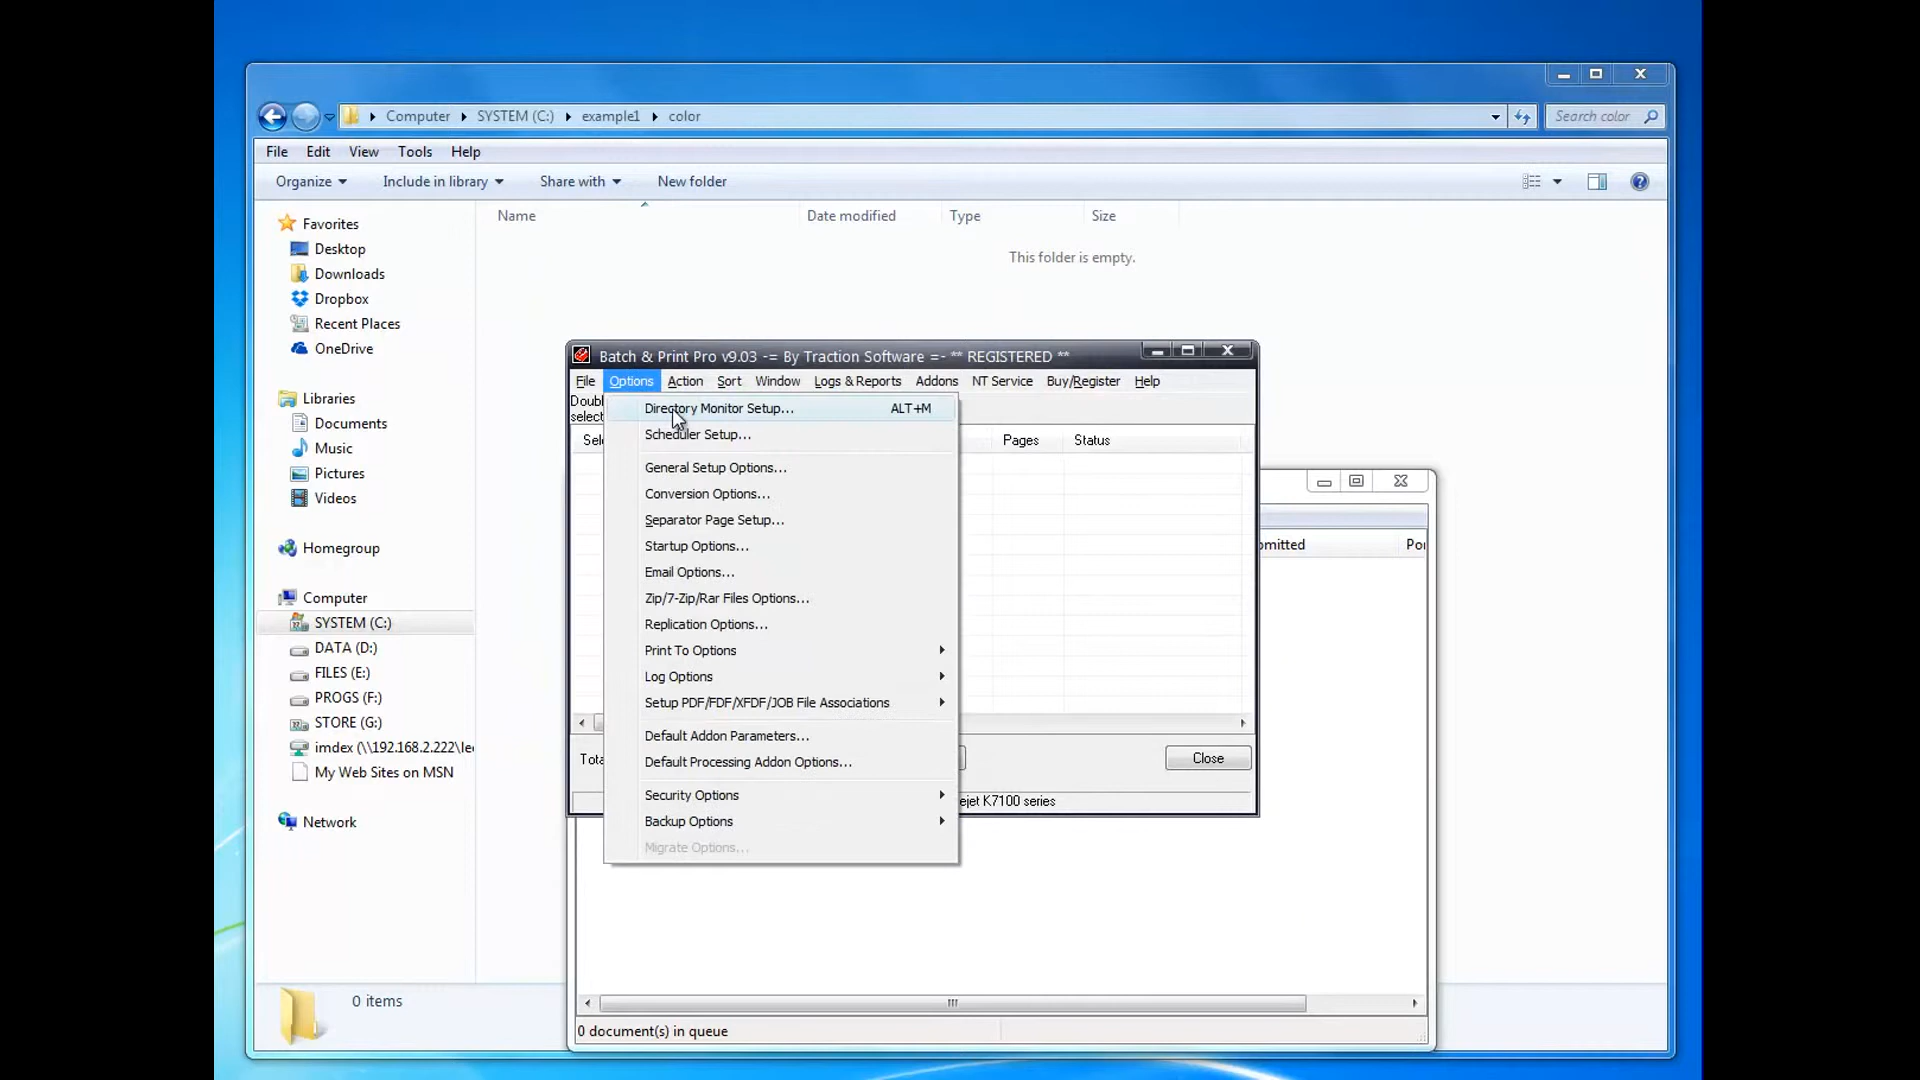 Computer SYSTEM (C:) example1 color
Search color
File Edit View Tools Help
Organize Include in library Share with New folder
Name Date modified Type Size
This folder is empty.
Favorites
Desktop
Downloads
Dropbox
Recent Places
OneDrive
Libraries
Documents
Music
Pictures
Videos
Homegroup
Computer
SYSTEM (C:)
DATA (D:)
FILES (E:)
PROGS (F:)
STORE (G:)
imdex (\\192.168.2.222\le
My Web Sites on MSN
Network
0 items
Batch & Print Pro v9.03 -= By Traction Software =- ** REGISTERED **
File Options Action Sort Window Logs & Reports Addons NT Service Buy/Register Help
Doubl
select
Sel Pages Status
Directory Monitor Setup... ALT+M
Scheduler Setup...
General Setup Options...
Conversion Options...
Separator Page Setup...
Startup Options...
Email Options...
Zip/7-Zip/Rar Files Options...
Replication Options...
Print To Options
Log Options
Setup PDF/FDF/XFDF/JOB File Associations
Default Addon Parameters...
Default Processing Addon Options...
Security Options
Backup Options
Migrate Options...
Tota Close
ejet K7100 series
omitted Por
0 document(s) in queue